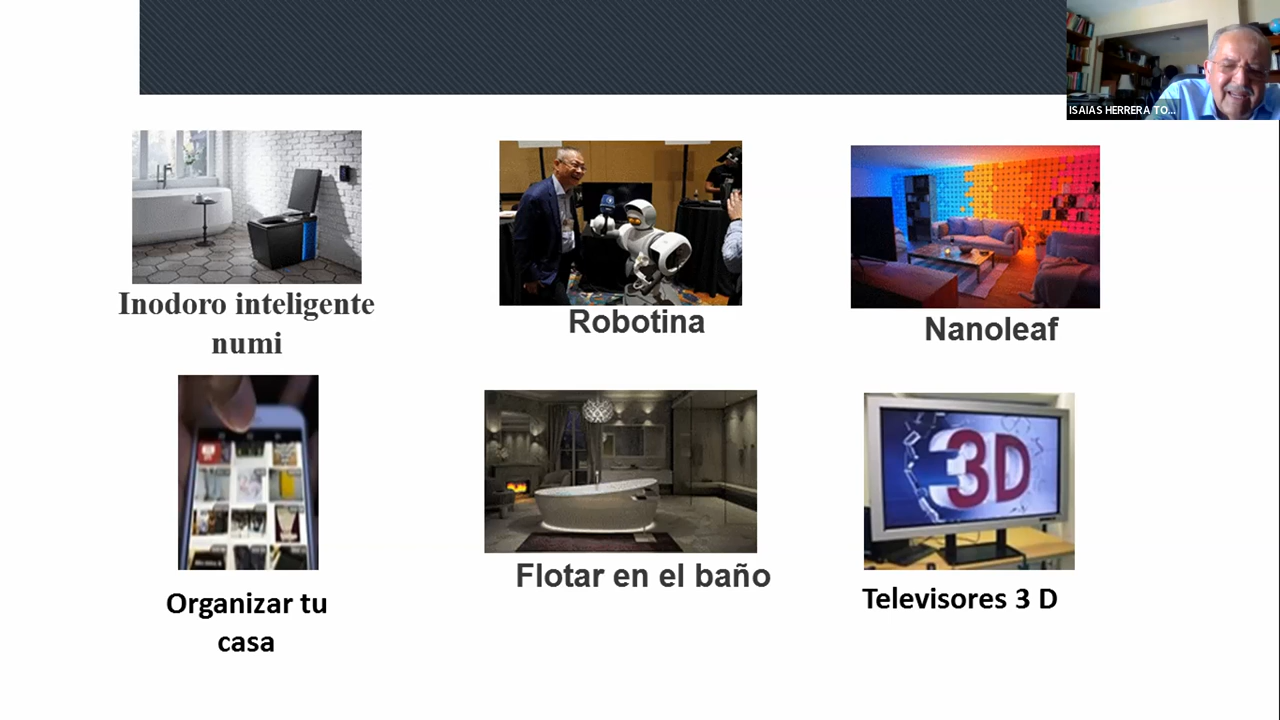 ISAIAS HERRERA TO...
Inodoro inteligente
numi
Robotina
Nanoleaf
3D
Organizar tu
casa
Flotar en el baño
Televisores 3 D